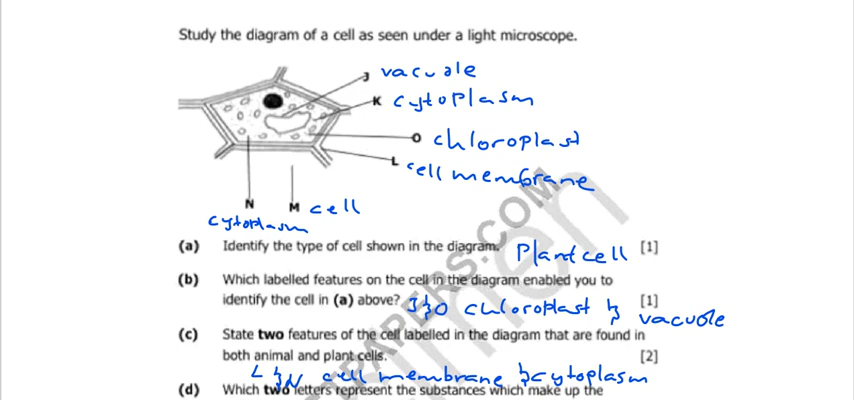 Study the diagram of a cell as seen under a light microscope.
J vacuole
K cytoplasm
O chloroplast
L cell membrane
N M cell
cytoplasm
(a) Identify the type of cell shown in the diagram. Plant cell [1]
(b) Which labelled features on the cell in the diagram enabled you to
identify the cell in (a) above? J & O chloroplast & vacuole [1]
(c) State two features of the cell labelled in the diagram that are found in
both animal and plant cells. [2]
L & N cell membrane & cytoplasm
(d) Which two letters represent the substances which make up the